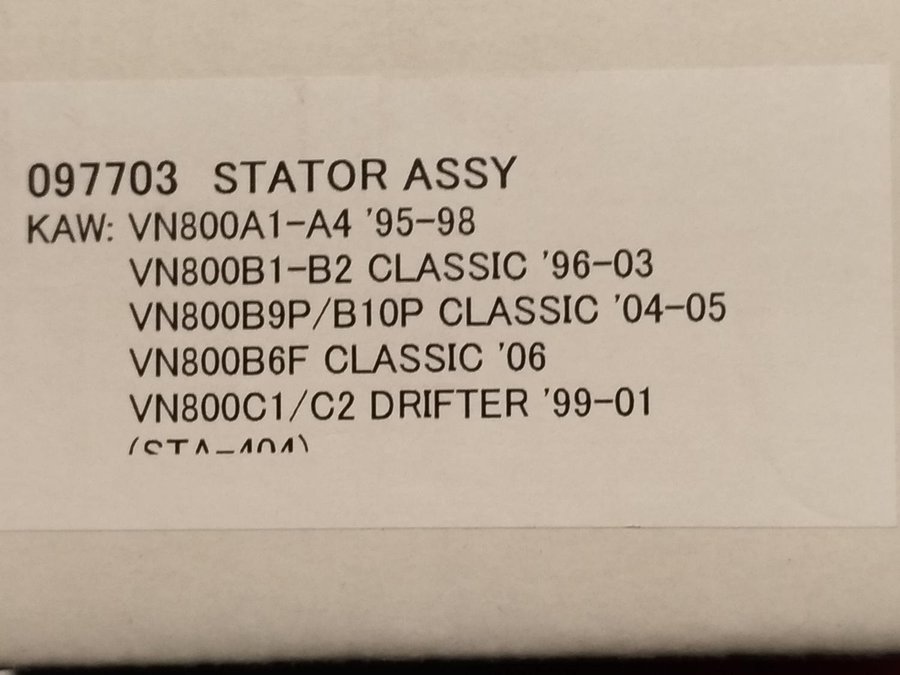 097703 STATOR ASSY
KAW: VN800A1-A4 '95-98
VN800B1-B2 CLASSIC '96-03
VN800B9P/B10P CLASSIC '04-05
VN800B6F CLASSIC '06
VN800C1/C2 DRIFTER '99-01